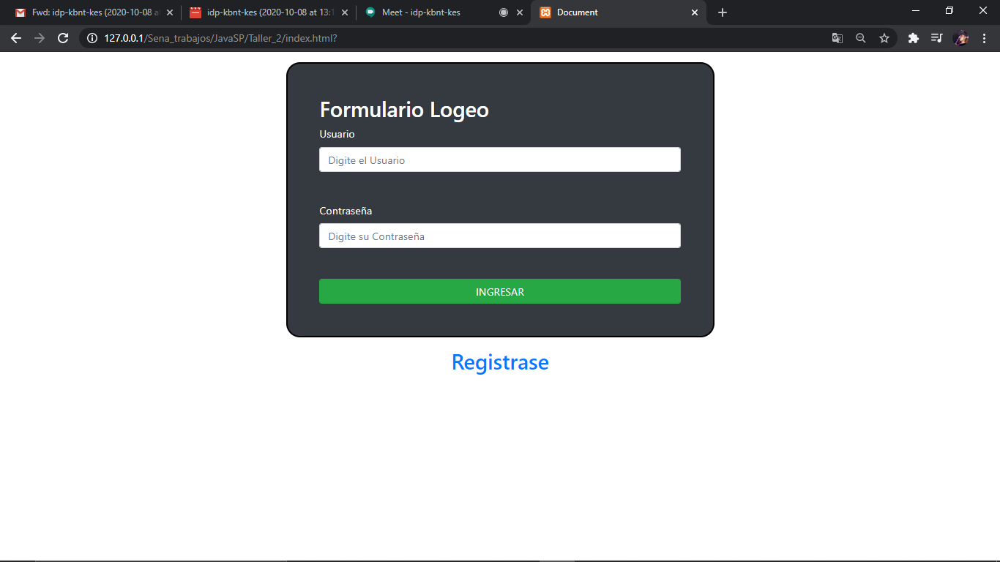 Fwd: idp-kbnt-kes (2020-10-08 a
idp-kbnt-kes (2020-10-08 at 13:1
Meet - idp-kbnt-kes
Document
127.0.0.1/Sena_trabajos/JavaSP/Taller_2/index.html?
Formulario Logeo
Usuario
Digite el Usuario
Contraseña
Digite su Contraseña
INGRESAR
Registrase